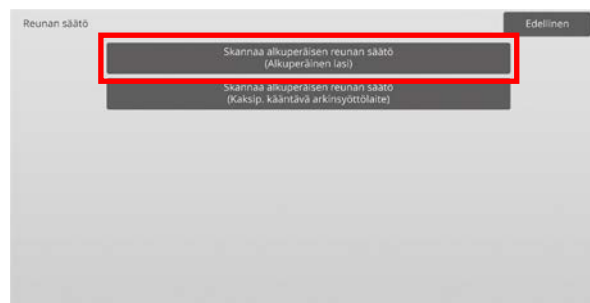 Reunan säätö
Edellinen
Skannaa alkuperäisen reunan säätö
(Alkuperäinen lasi)
Skannaa alkuperäisen reunan säätö
(Kaksip. kääntävä arkinsyöttölaite)